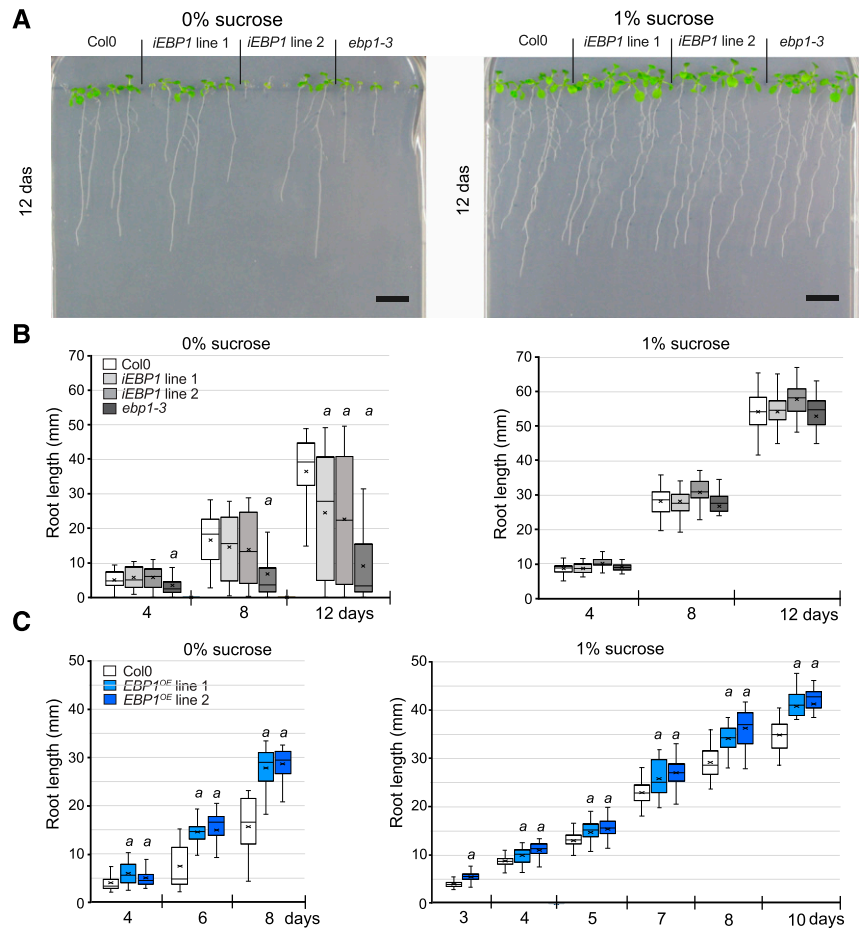 A
0% sucrose
1% sucrose
Col0
iEBP1 line 1
iEBP1 line 2
ebp1-3
Col0
iEBP1 line 1
iEBP1 line 2
ebp1-3
12 das
12 das
B
0% sucrose
Root length (mm)
70
60
50
40
30
20
10
0
Col0
iEBP1 line 1
iEBP1 line 2
ebp1-3
a
a
a a a
4
8
12 days
1% sucrose
Root length (mm)
70
60
50
40
30
20
10
0
4
8
12 days
C
0% sucrose
Root length (mm)
50
40
30
20
10
0
Col0
EBP1OE line 1
EBP1OE line 2
a a
a a
a a
4
6
8 days
1% sucrose
Root length (mm)
50
40
30
20
10
0
a
a a
a a
a a
a a
a a
3
4
5
7
8
10 days